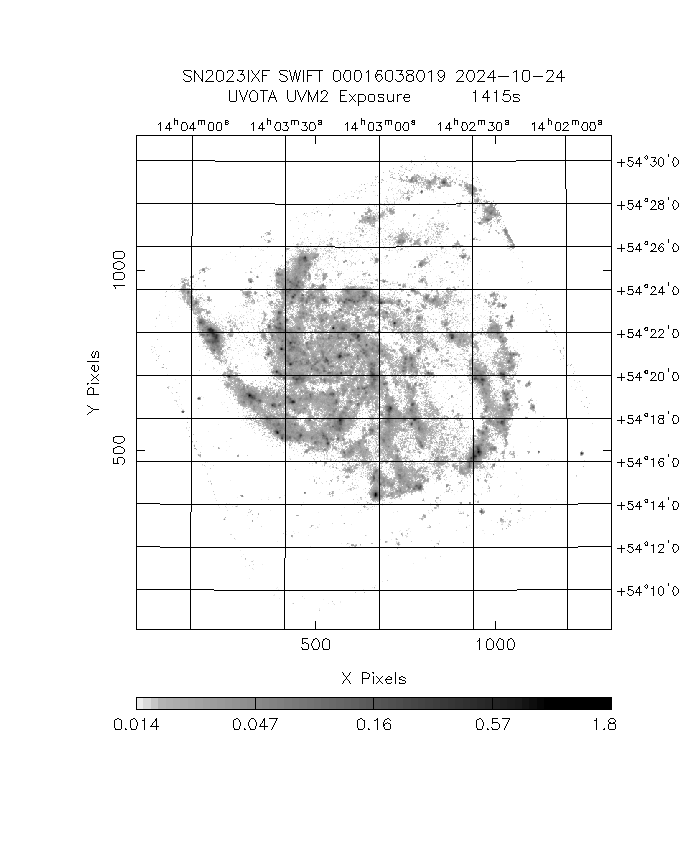 SN2023IXF SWIFT 00016038019 2024-10-24
UVOTA UVM2 Exposure 1415s
14h04m00s 14h03m30s 14h03m00s 14h02m30s 14h02m00s
+54°30'0
+54°28'0
+54°26'0
1000
+54°24'0
+54°22'0
+54°20'0
Y Pixels
+54°18'0
500
+54°16'0
+54°14'0
+54°12'0
+54°10'0
500 1000
X Pixels
0.014 0.047 0.16 0.57 1.8